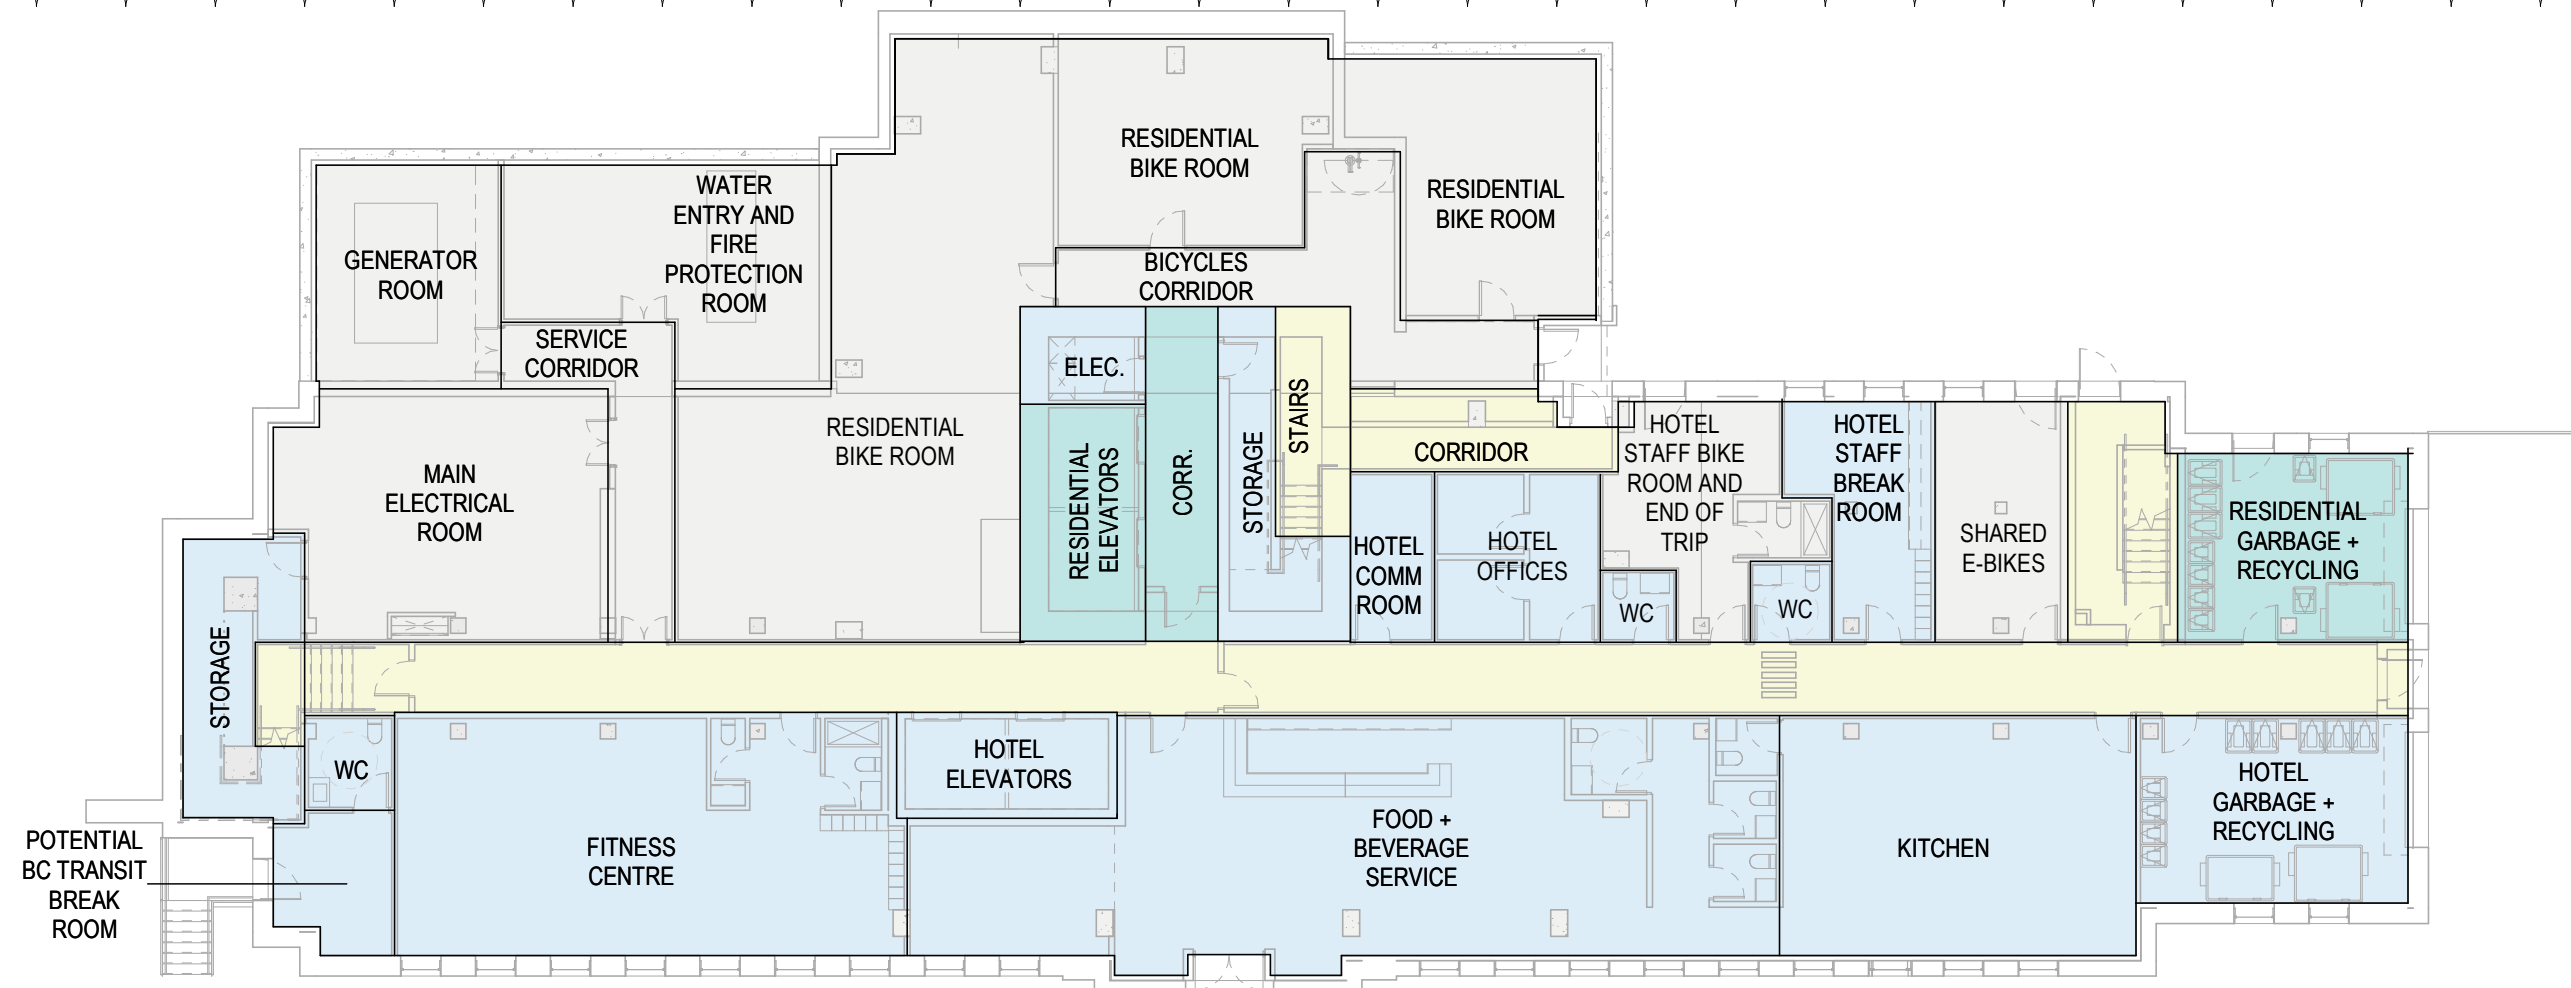 RESIDENTIAL
BIKE ROOM
WATER
ENTRY AND
FIRE
PROTECTION
ROOM
RESIDENTIAL
BIKE ROOM
GENERATOR
ROOM
BICYCLES
CORRIDOR
SERVICE
CORRIDOR
ELEC.
STAIRS
RESIDENTIAL
BIKE ROOM
MAIN
ELECTRICAL
ROOM
RESIDENTIAL
ELEVATORS
CORR.
STORAGE
CORRIDOR
HOTEL
STAFF BIKE
ROOM AND
END OF
TRIP
HOTEL
STAFF
BREAK
ROOM
HOTEL
COMM
ROOM
HOTEL
OFFICES
SHARED
E-BIKES
RESIDENTIAL
GARBAGE +
RECYCLING
WC
WC
STORAGE
WC
HOTEL
ELEVATORS
FITNESS
CENTRE
FOOD +
BEVERAGE
SERVICE
KITCHEN
HOTEL
GARBAGE +
RECYCLING
POTENTIAL
BC TRANSIT
BREAK
ROOM